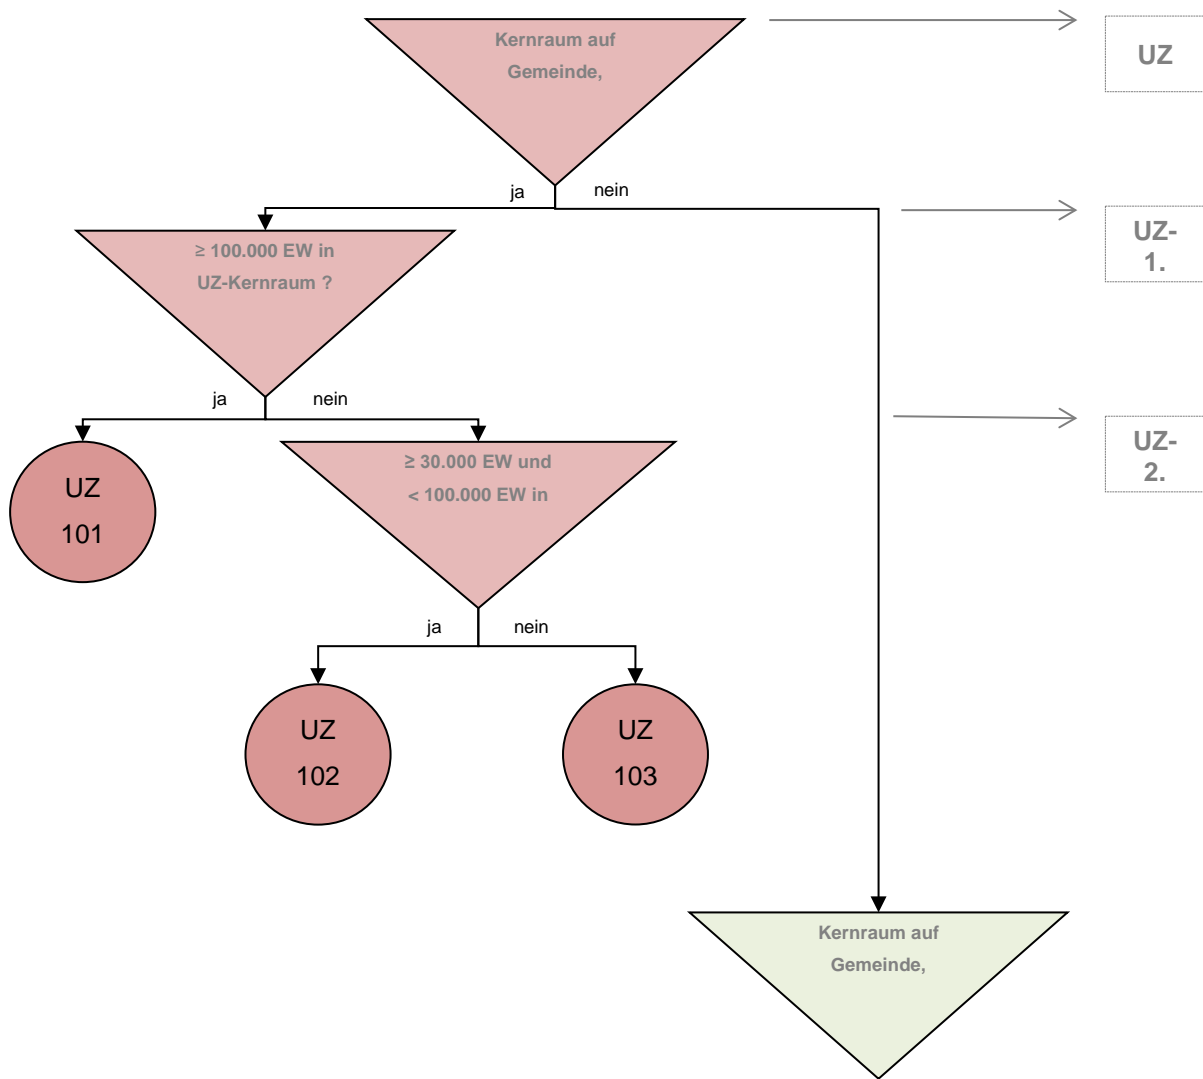 Kernraum auf
Gemeinde,
UZ
ja
nein
≥ 100.000 EW in
UZ-Kernraum ?
UZ-
1.
ja
nein
≥ 30.000 EW und
< 100.000 EW in
UZ-
2.
UZ
101
ja
nein
UZ
102
UZ
103
Kernraum auf
Gemeinde,